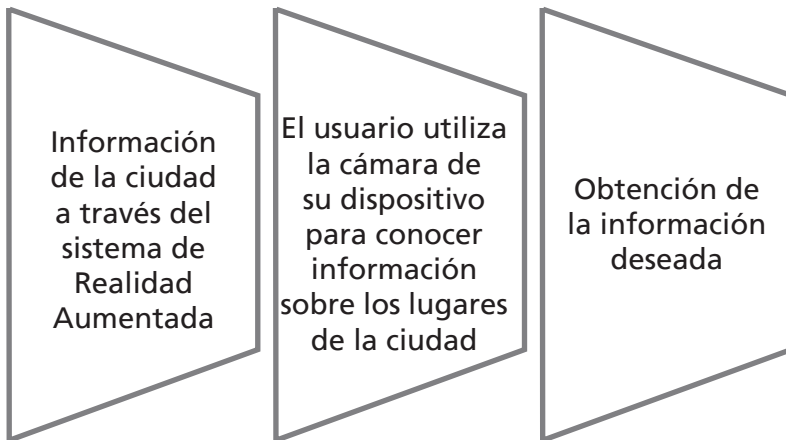 Información
de la ciudad
a través del
sistema de
Realidad
Aumentada
El usuario utiliza
la cámara de
su dispositivo
para conocer
información
sobre los lugares
de la ciudad
Obtención de
la información
deseada